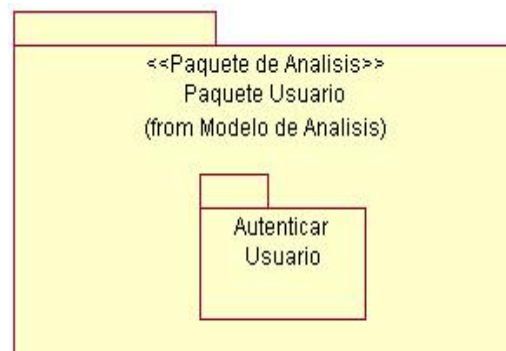 <<Paquete de Analisis>>
Paquete Usuario
(from Modelo de Analisis)
Autenticar
Usuario